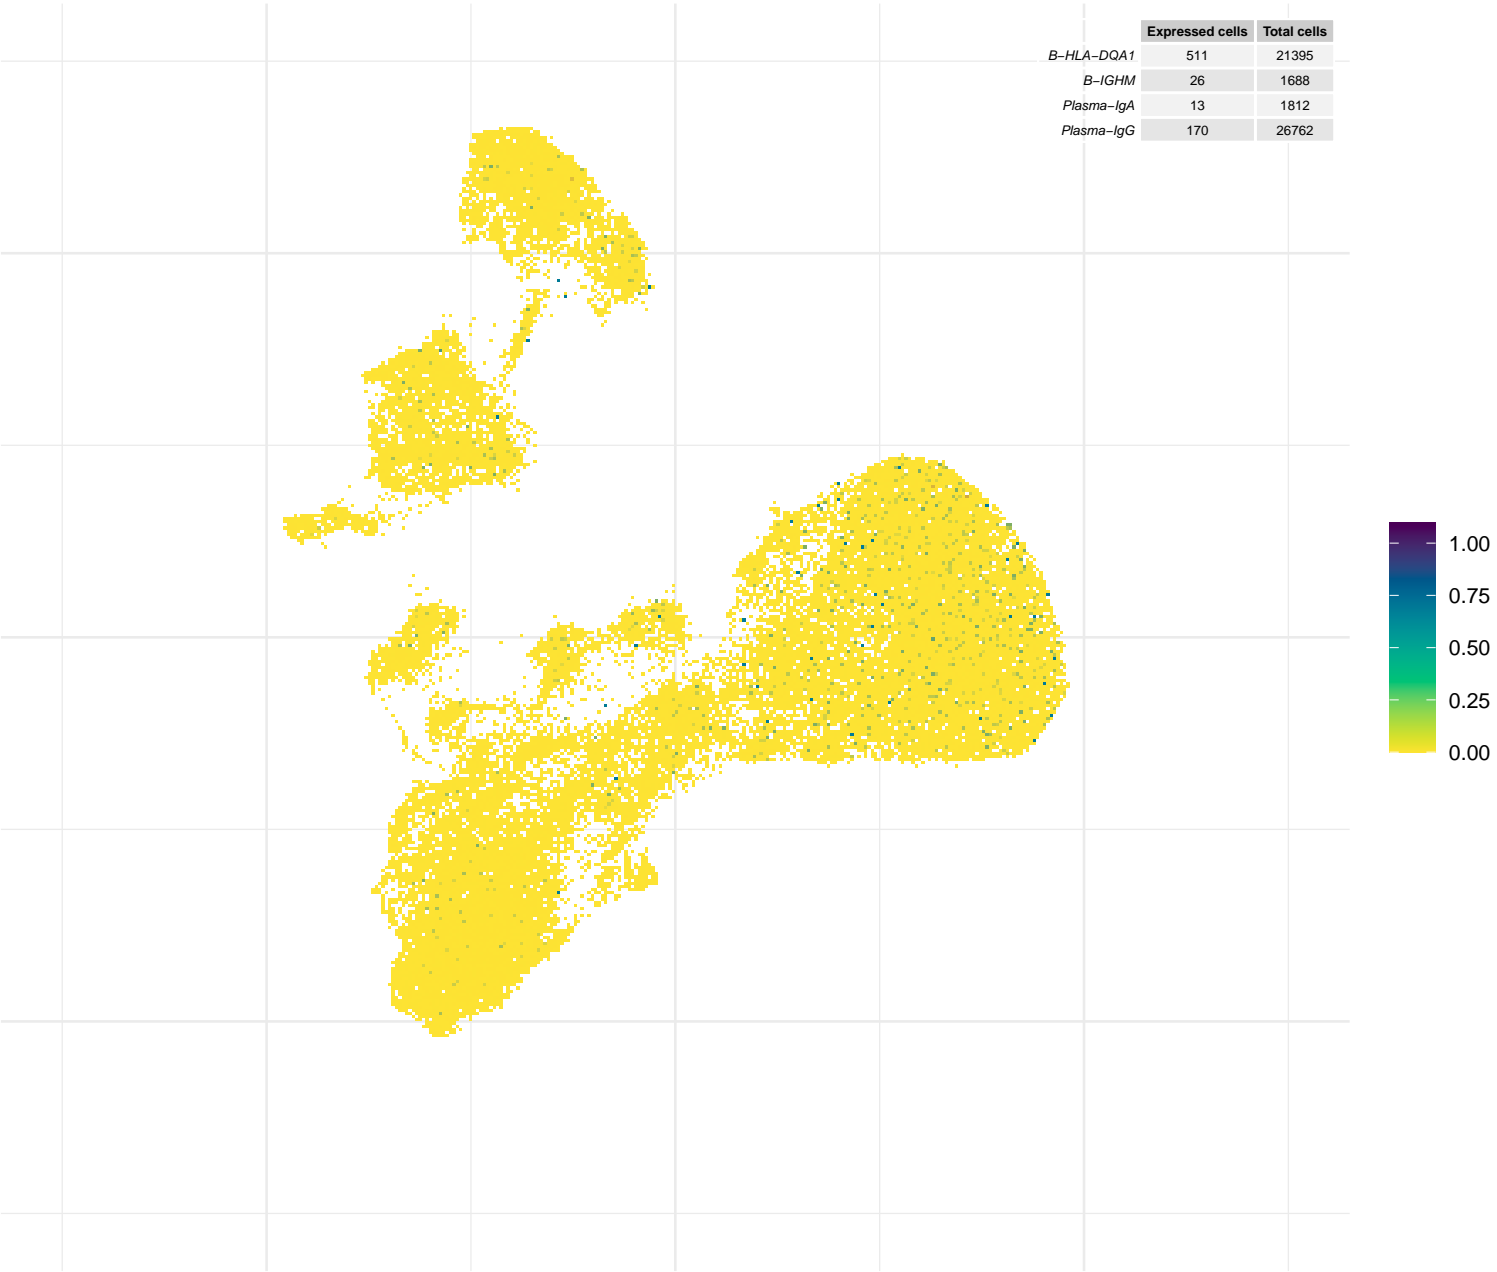 Expressed cells Total cells
B−HLA−DQA1 511 21395
B−IGHM 26 1688
Plasma−IgA 13 1812
Plasma−IgG 170 26762
1.00
0.75
0.50
0.25
0.00